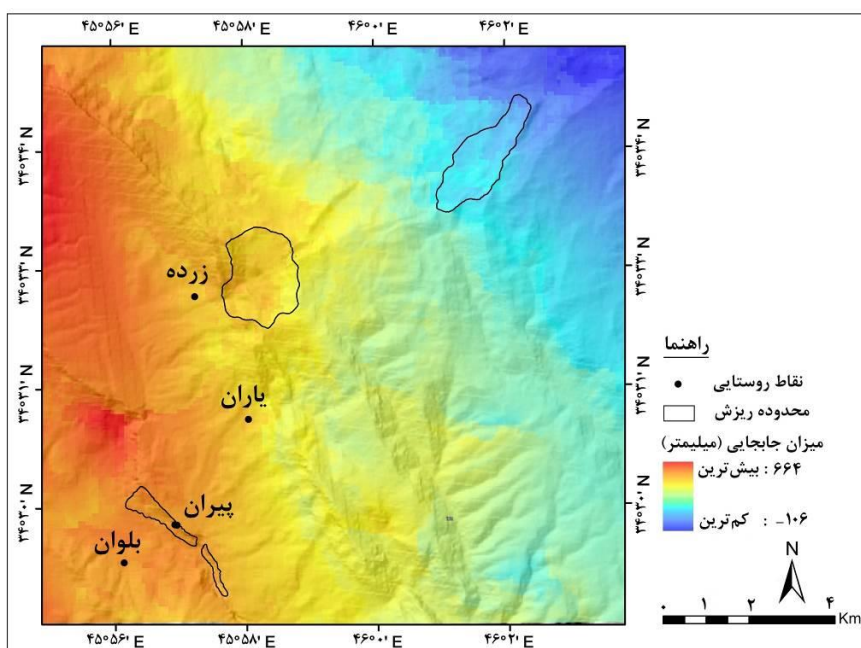 ۴۵°۵۶′ E ۴۵°۵۸′ E ۴۶°۰′ E ۴۶°۰۲′ E
۳۴°۳۴′ N
۳۴°۳۳′ N
۳۴°۳۱′ N
۳۴°۳۰′ N
زرده
یاران
پیران
بلوان
۳۴°۳۴′ N
۳۴°۳۳′ N
۳۴°۳۱′ N
۳۴°۳۰′ N
راهنما
نقاط روستایی
محدوده ریزش
میزان جابجایی (میلیمتر)
بیش‌ترین : ۶۶۴
کم‌ترین : -۱۰۶
N
۰ ۱ ۲ ۴
Km
۴۵°۵۶′ E ۴۵°۵۸′ E ۴۶°۰′ E ۴۶°۰۲′ E